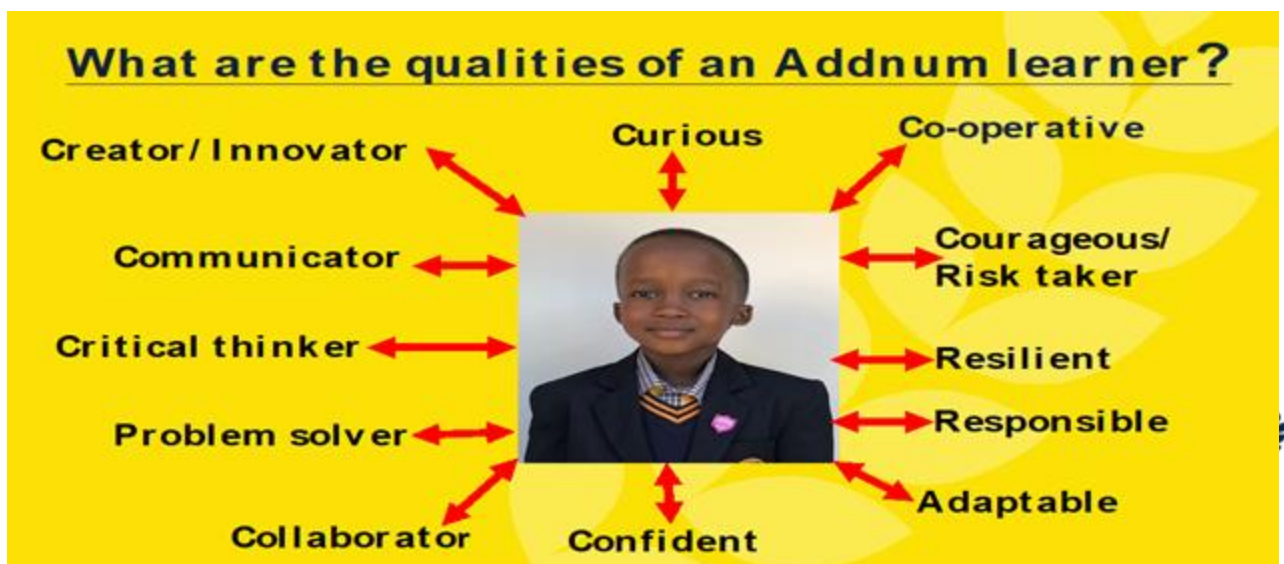 What are the qualities of an Addnum learner?
Creator/Innovator
Curious
Co-operative
Communicator
Courageous/
Risk taker
Critical thinker
Resilient
Problem solver
Responsible
Collaborator
Confident
Adaptable